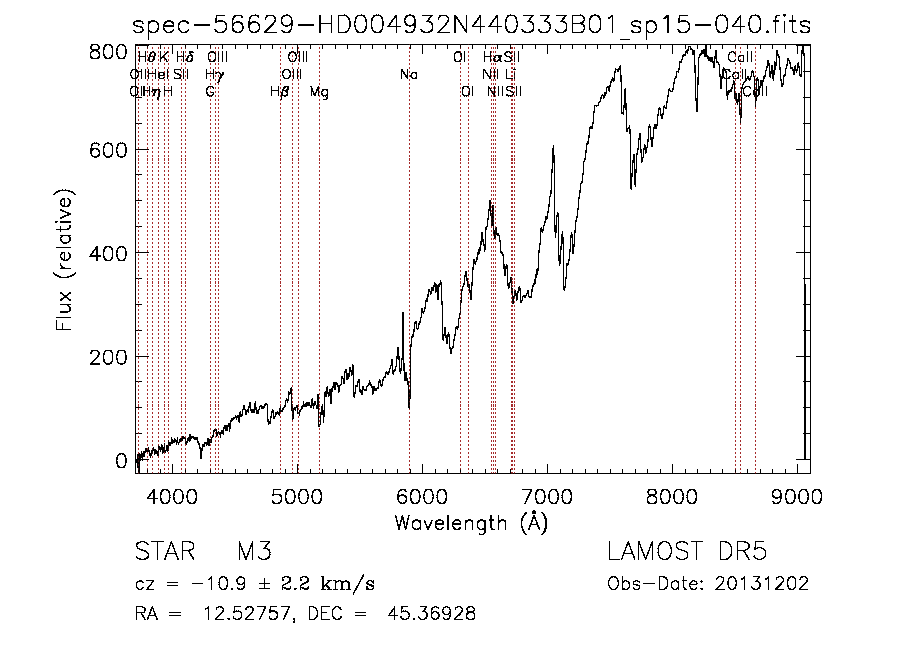 spec-56629-HD004932N440333B01_sp15-040.fits
Hθ K Hδ OIII OIII OI Hα SII CaII
OII HeI SII Hγ OIII NII Li CaII
OII Hη H G Hβ Mg Na OI NII SII CaII
800
600
400
200
0
Flux (relative)
4000 5000 6000 7000 8000 9000
Wavelength (Å)
STAR M3 LAMOST DR5
cz = −10.9 ± 2.2 km/s Obs-Date: 20131202
RA = 12.52757, DEC = 45.36928